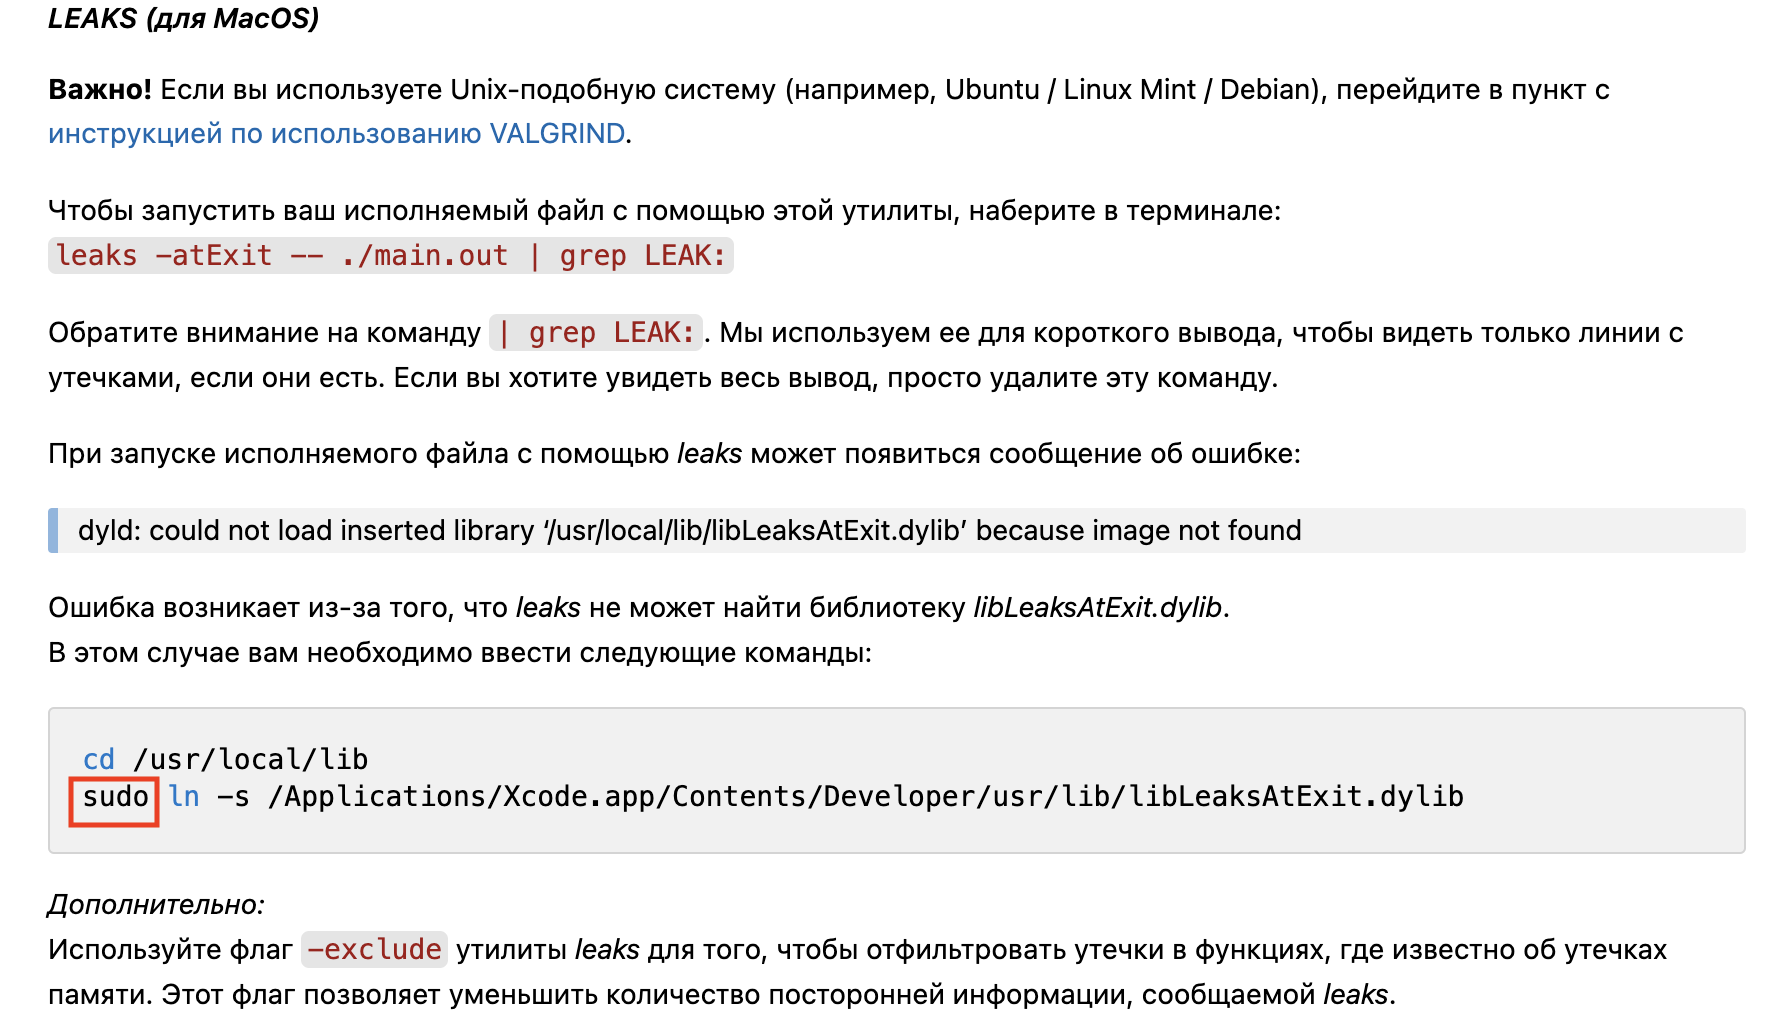 LEAKS (для MacOS)
Важно! Если вы используете Unix-подобную систему (например, Ubuntu / Linux Mint / Debian), перейдите в пункт с
инструкцией по использованию VALGRIND.
Чтобы запустить ваш исполняемый файл с помощью этой утилиты, наберите в терминале:
leaks -atExit -- ./main.out | grep LEAK:
Обратите внимание на команду | grep LEAK:. Мы используем ее для короткого вывода, чтобы видеть только линии с
утечками, если они есть. Если вы хотите увидеть весь вывод, просто удалите эту команду.
При запуске исполняемого файла с помощью leaks может появиться сообщение об ошибке:
dyld: could not load inserted library ‘/usr/local/lib/libLeaksAtExit.dylib’ because image not found
Ошибка возникает из-за того, что leaks не может найти библиотеку libLeaksAtExit.dylib.
В этом случае вам необходимо ввести следующие команды:
cd /usr/local/lib
sudo ln -s /Applications/Xcode.app/Contents/Developer/usr/lib/libLeaksAtExit.dylib
Дополнительно:
Используйте флаг -exclude утилиты leaks для того, чтобы отфильтровать утечки в функциях, где известно об утечках
памяти. Этот флаг позволяет уменьшить количество посторонней информации, сообщаемой leaks.